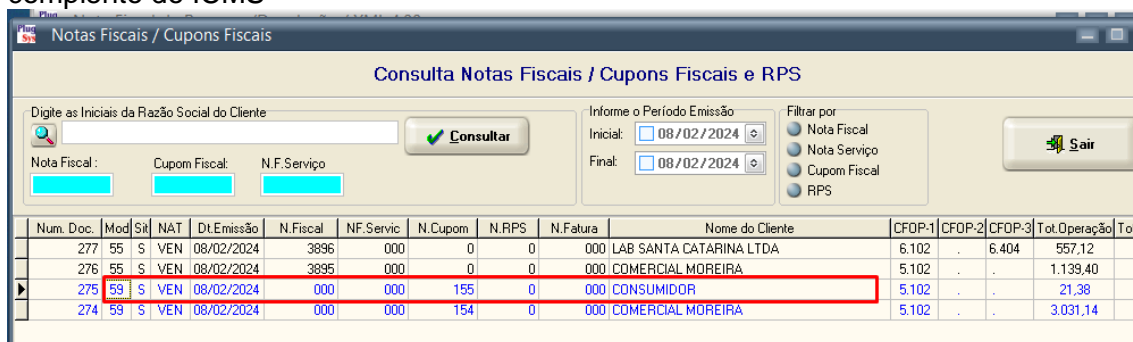 complente do ICMS
Plug Sys Notas Fiscais / Cupons Fiscais
Consulta Notas Fiscais / Cupons Fiscais e RPS
Digite as Iniciais da Razão Social do Cliente
Consultar
Nota Fiscal : Cupom Fiscal: N.F.Serviço
Informe o Período Emissão
Inicial: 08/02/2024
Final: 08/02/2024
Filtrar por
Nota Fiscal
Nota Serviço
Cupom Fiscal
RPS
Sair
Num. Doc. Mod Sit NAT Dt.Emissão N.Fiscal NF.Servic N.Cupom N.RPS N.Fatura Nome do Cliente CFOP-1 CFOP-2 CFOP-3 Tot.Operação To
277 55 S VEN 08/02/2024 3896 000 0 0 000 LAB SANTA CATARINA LTDA 6.102 . 6.404 557,12
276 55 S VEN 08/02/2024 3895 000 0 0 000 COMERCIAL MOREIRA 5.102 . . 1.139,40
275 59 S VEN 08/02/2024 000 000 155 0 000 CONSUMIDOR 5.102 . . 21,38
274 59 S VEN 08/02/2024 000 000 154 0 000 COMERCIAL MOREIRA 5.102 . . 3.031,14